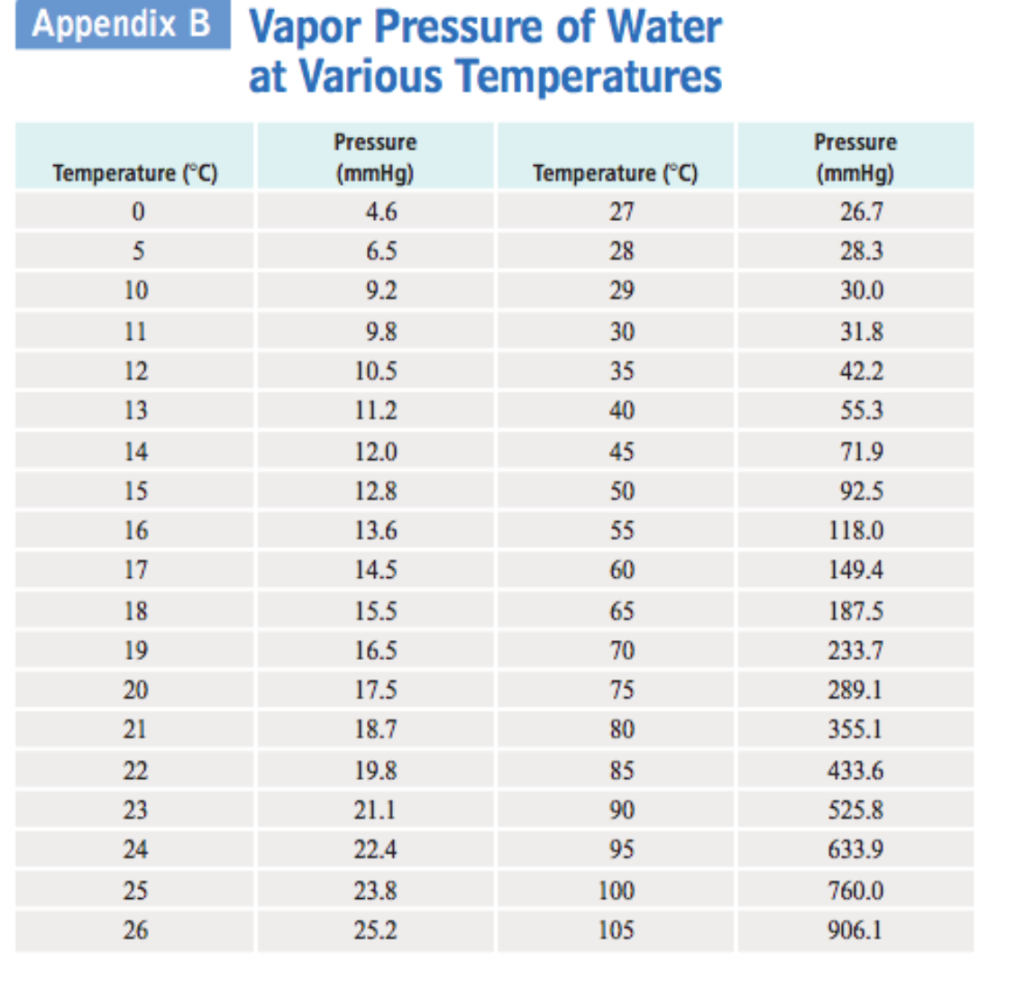 Appendix B Vapor Pressure of Water
at Various Temperatures
Pressure Pressure
Temperature (°C) (mmHg) Temperature (°C) (mmHg)
0 4.6 27 26.7
5 6.5 28 28.3
10 9.2 29 30.0
11 9.8 30 31.8
12 10.5 35 42.2
13 11.2 40 55.3
14 12.0 45 71.9
15 12.8 50 92.5
16 13.6 55 118.0
17 14.5 60 149.4
18 15.5 65 187.5
19 16.5 70 233.7
20 17.5 75 289.1
21 18.7 80 355.1
22 19.8 85 433.6
23 21.1 90 525.8
24 22.4 95 633.9
25 23.8 100 760.0
26 25.2 105 906.1